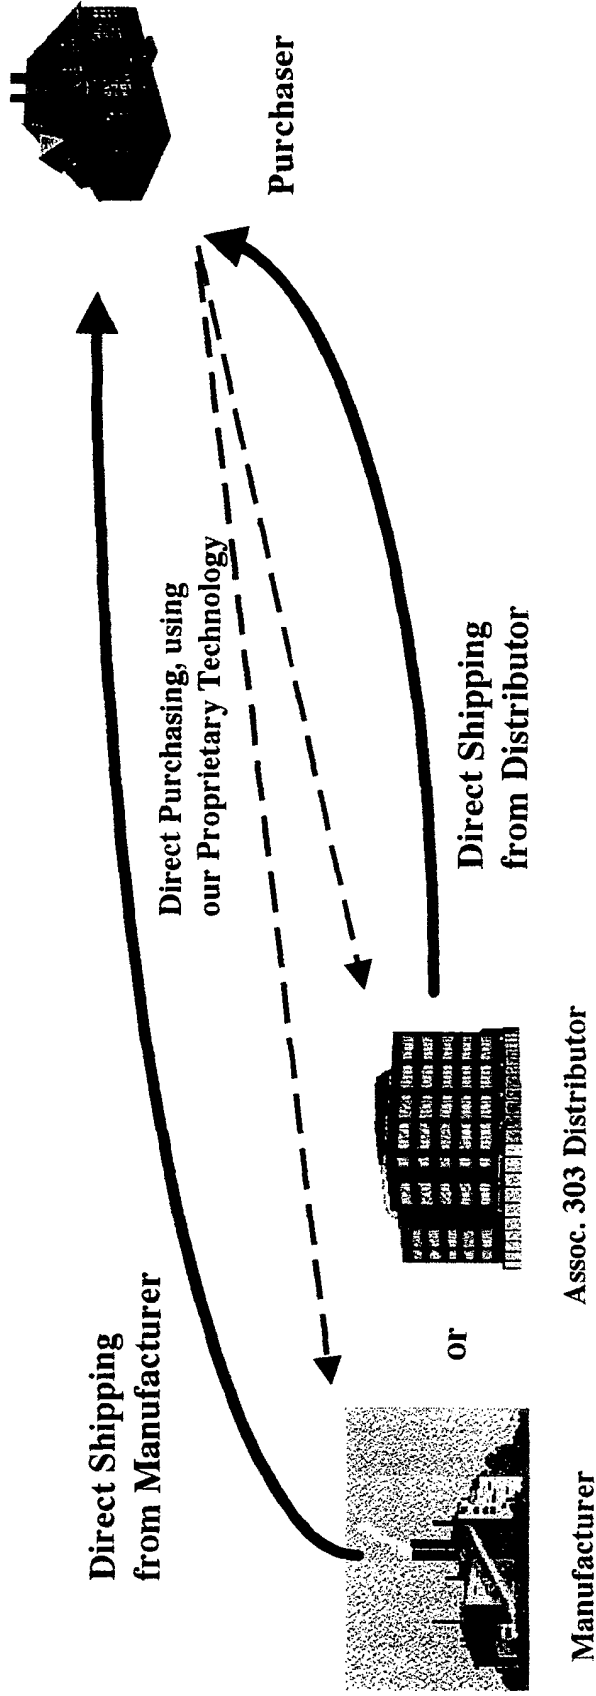 Direct Shipping
from Manufacturer
Direct Purchasing, using
our Proprietary Technology
Purchaser
or
Direct Shipping
from Distributor
Manufacturer
Assoc. 303 Distributor